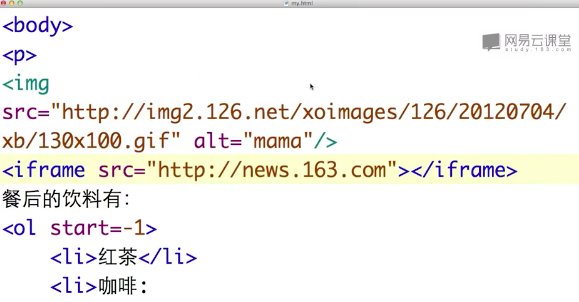 my.html
<body>
<p>
<img
src="http://img2.126.net/xoimages/126/20120704/
xb/130x100.gif" alt="mama"/>
<iframe src="http://news.163.com"></iframe>
餐后的饮料有:
<ol start=-1>
<li>红茶</li>
<li>咖啡:
网易云课堂
study.163.com